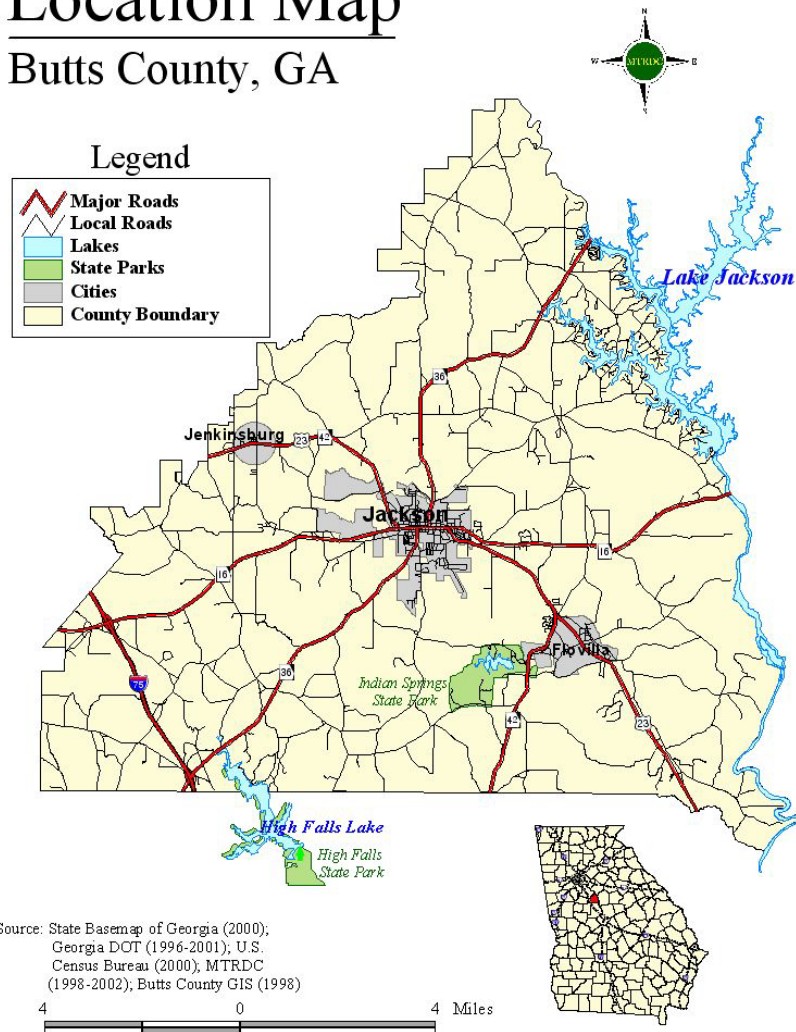 Location Map
Butts County, GA
N
W
MTRDC
E
Legend
Major Roads
Local Roads
Lakes
State Parks
Cities
County Boundary
Lake Jackson
36
Jenkinsburg
23
42
Jackson
16
16
Flovilla
36
75
Indian Springs
State Park
42
23
High Falls Lake
High Falls
State Park
Source: State Basemap of Georgia (2000);
Georgia DOT (1996-2001); U.S.
Census Bureau (2000); MTRDC
(1998-2002); Butts County GIS (1998)
4 0 4 Miles